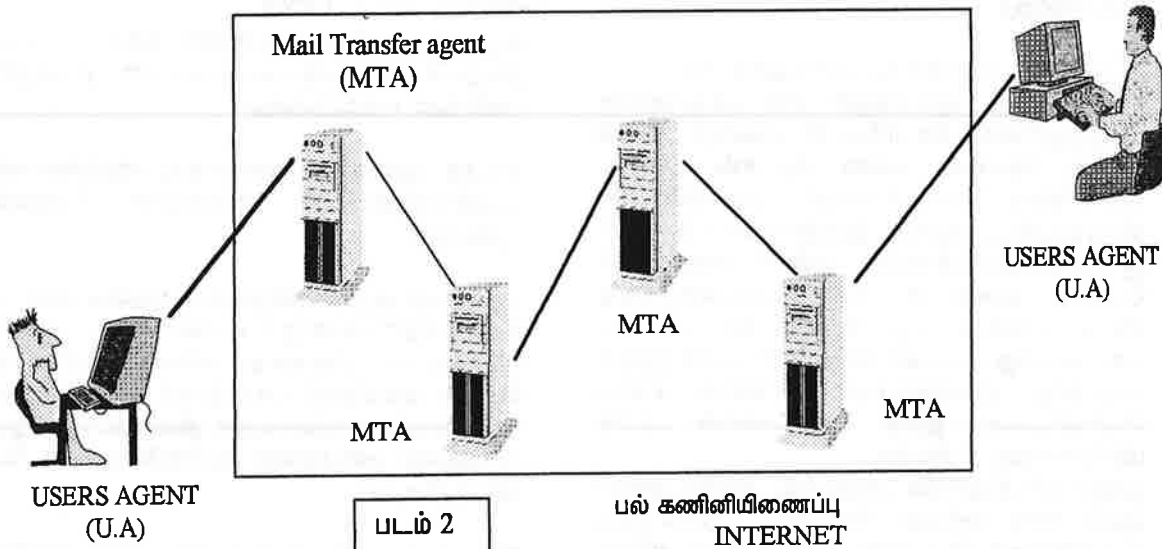 Mail Transfer agent
(MTA)
USERS AGENT
(U.A)
MTA
MTA
MTA
USERS AGENT
(U.A)
படம் 2
பல் கணினியிணைப்பு
INTERNET